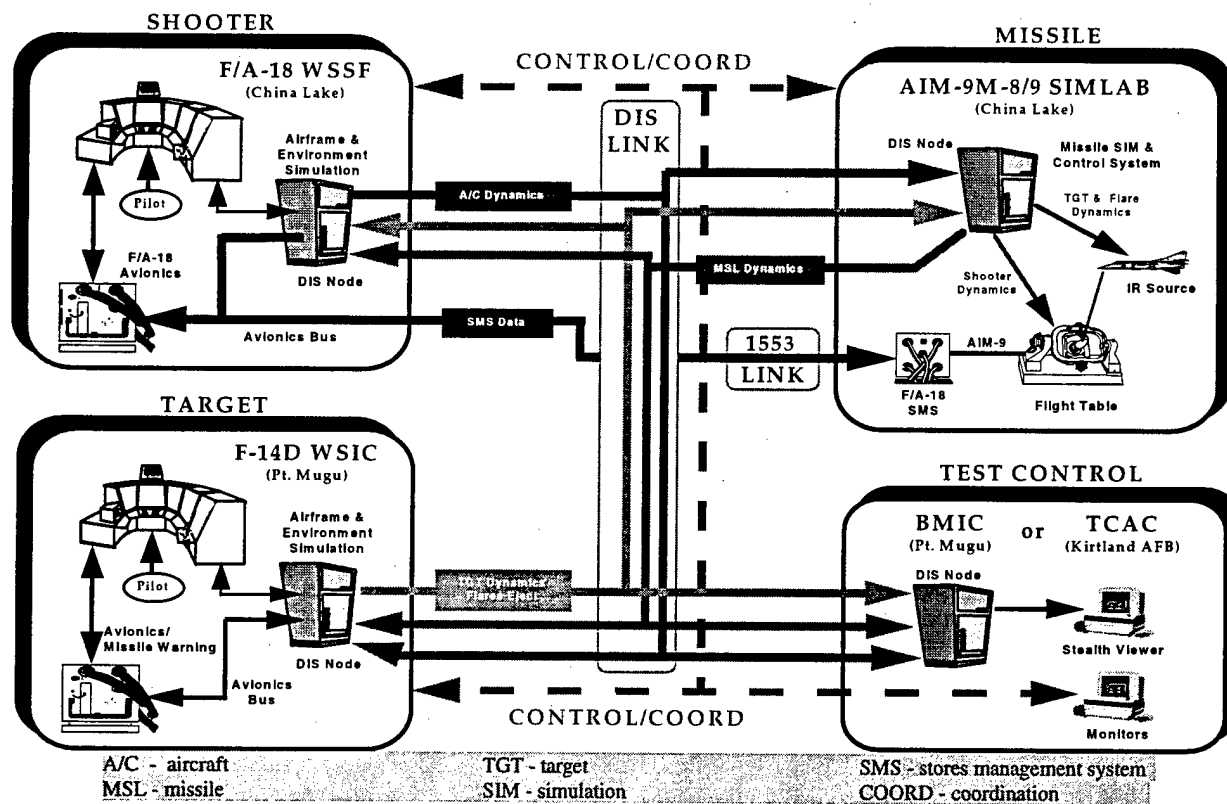 SHOOTER
F/A-18 WSSF
(China Lake)
Airframe &
Environment
Simulation
Pilot
F/A-18
Avionics
DIS Node
Avionics Bus
CONTROL/COORD
DIS
LINK
A/C Dynamics
MSL Dynamics
SMS Data
1553
LINK
MISSILE
AIM-9M-8/9 SIMLAB
(China Lake)
DIS Node
Missile SIM &
Control System
TGT & Flare
Dynamics
Shooter
Dynamics
IR Source
AIM-9
F/A-18
SMS
Flight Table
TARGET
F-14D WSIC
(Pt. Mugu)
Airframe &
Environment
Simulation
Pilot
Avionics/
Missile Warning
DIS Node
Avionics
Bus
TGT Dynamics
CONTROL/COORD
TEST CONTROL
BMIC or TCAC
(Pt. Mugu) (Kirtland AFB)
DIS Node
Stealth Viewer
Monitors
A/C - aircraft TGT - target SMS - stores management system
MSL - missile SIM - simulation COORD - coordination